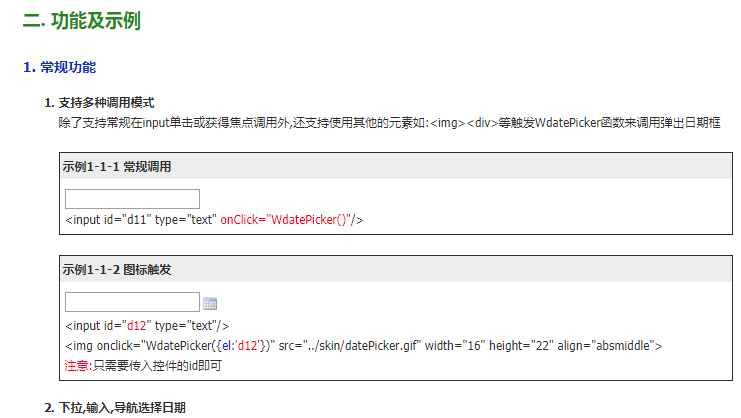 二. 功能及示例
1. 常规功能
1. 支持多种调用模式
除了支持常规在input单击或获得焦点调用外,还支持使用其他的元素如:<img><div>等触发WdatePicker函数来调用弹出日期框
示例1-1-1 常规调用
<input id="d11" type="text" onClick="WdatePicker()"/>
示例1-1-2 图标触发
<input id="d12" type="text"/>
<img onclick="WdatePicker({el:'d12'})" src="../skin/datePicker.gif" width="16" height="22" align="absmiddle">
注意:只需要传入控件的id即可
2. 下拉,输入,导航选择日期